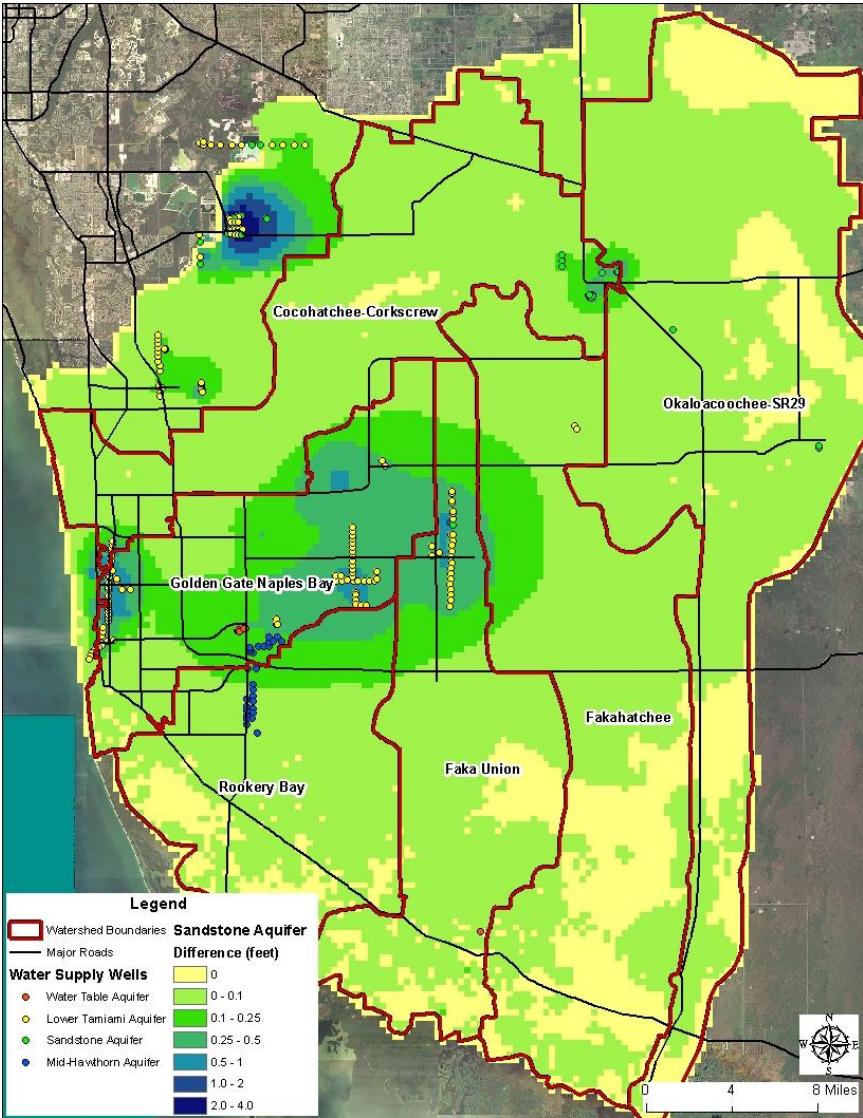 Cocohatchee-Corkscrew
Okaloacoochee-SR29
Golden Gate Naples Bay
Fakahatchee
Faka Union
Rookery Bay
Legend
Watershed Boundaries
Major Roads
Water Supply Wells
Water Table Aquifer
Lower Tamiami Aquifer
Sandstone Aquifer
Mid-Hawthorn Aquifer
Sandstone Aquifer
Difference (feet)
0
0 - 0.1
0.1 - 0.25
0.25 - 0.5
0.5 - 1
1.0 - 2
2.0 - 4.0
N
W E
S
0 4 8 Miles